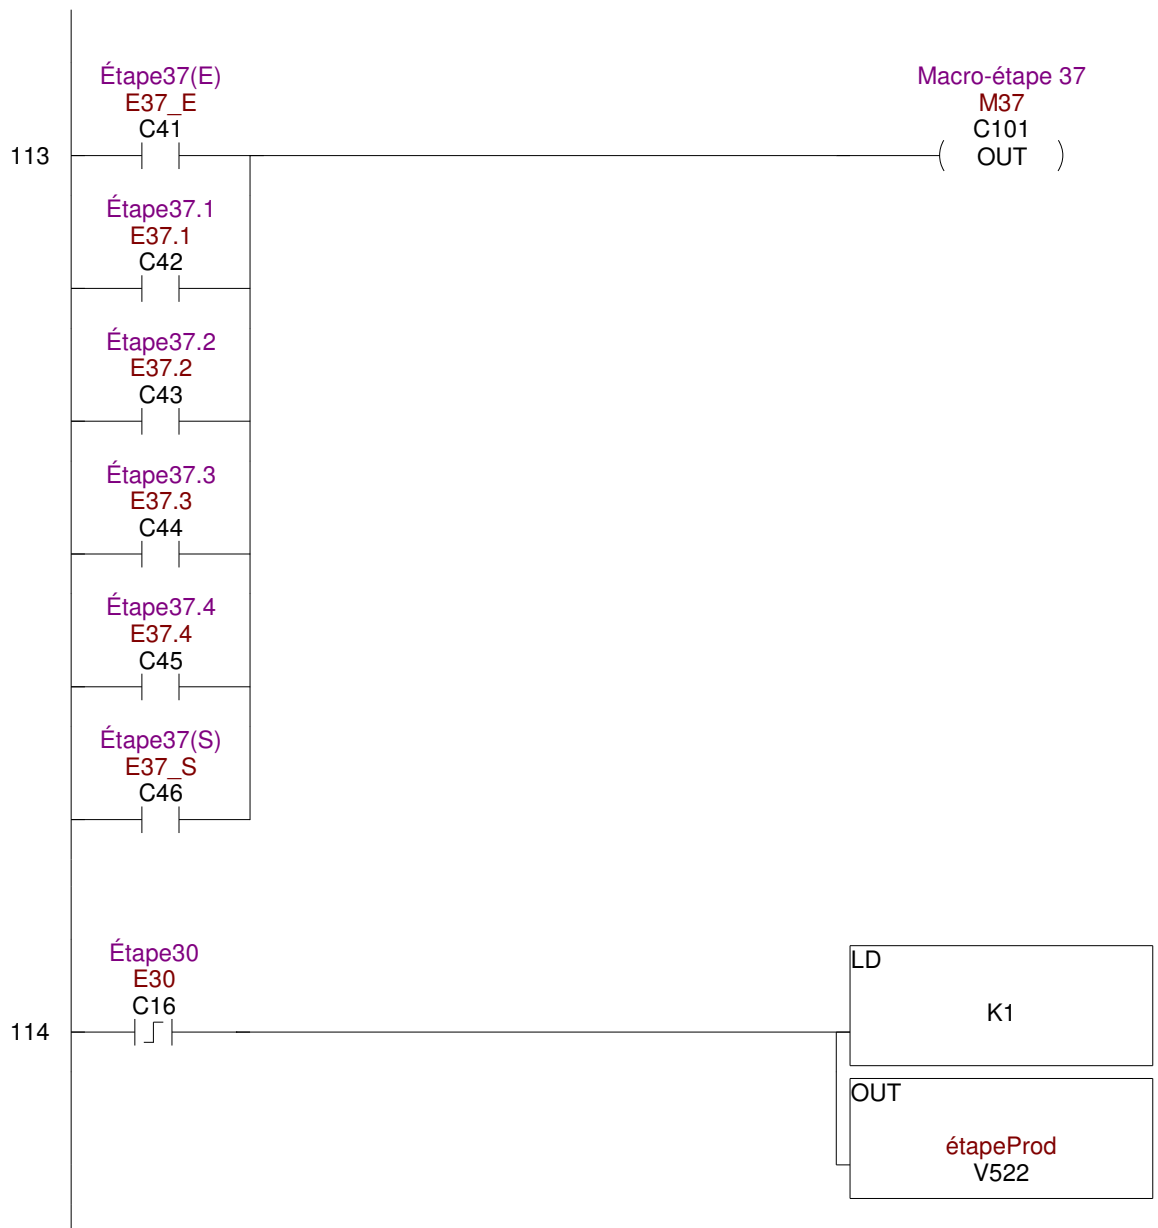 Étape37(E)
E37_E
C41
Macro-étape 37
M37
C101
113
OUT
Étape37.1
E37.1
C42
Étape37.2
E37.2
C43
Étape37.3
E37.3
C44
Étape37.4
E37.4
C45
Étape37(S)
E37_S
C46
Étape30
E30
C16
114
LD
K1
OUT
étapeProd
V522